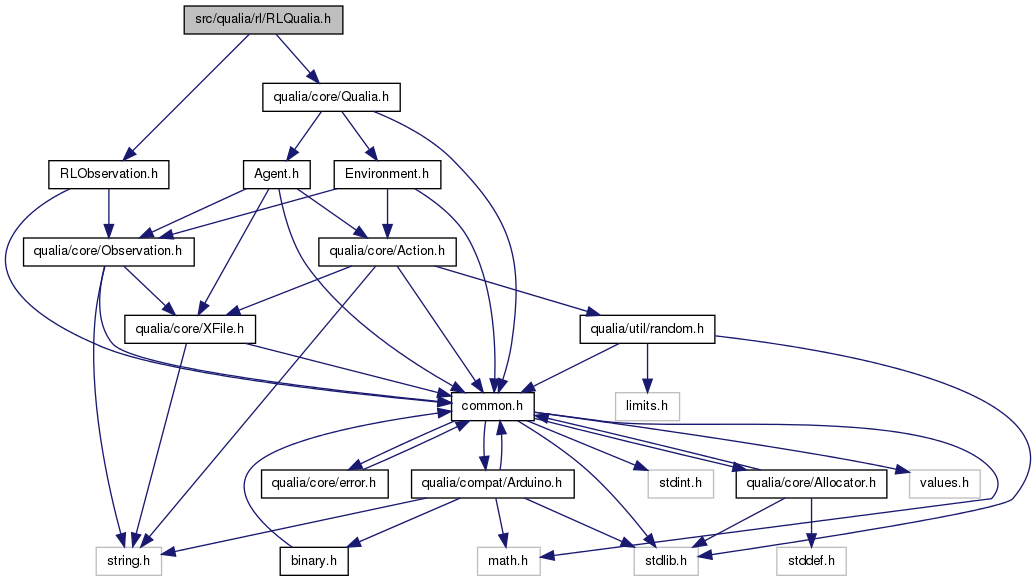 src/qualia/rl/RLQualia.h
qualia/core/Qualia.h
RLObservation.h
Agent.h
Environment.h
qualia/core/Observation.h
qualia/core/Action.h
qualia/core/XFile.h
qualia/util/random.h
common.h
limits.h
qualia/core/error.h
qualia/compat/Arduino.h
stdint.h
qualia/core/Allocator.h
values.h
string.h
binary.h
math.h
stdlib.h
stddef.h